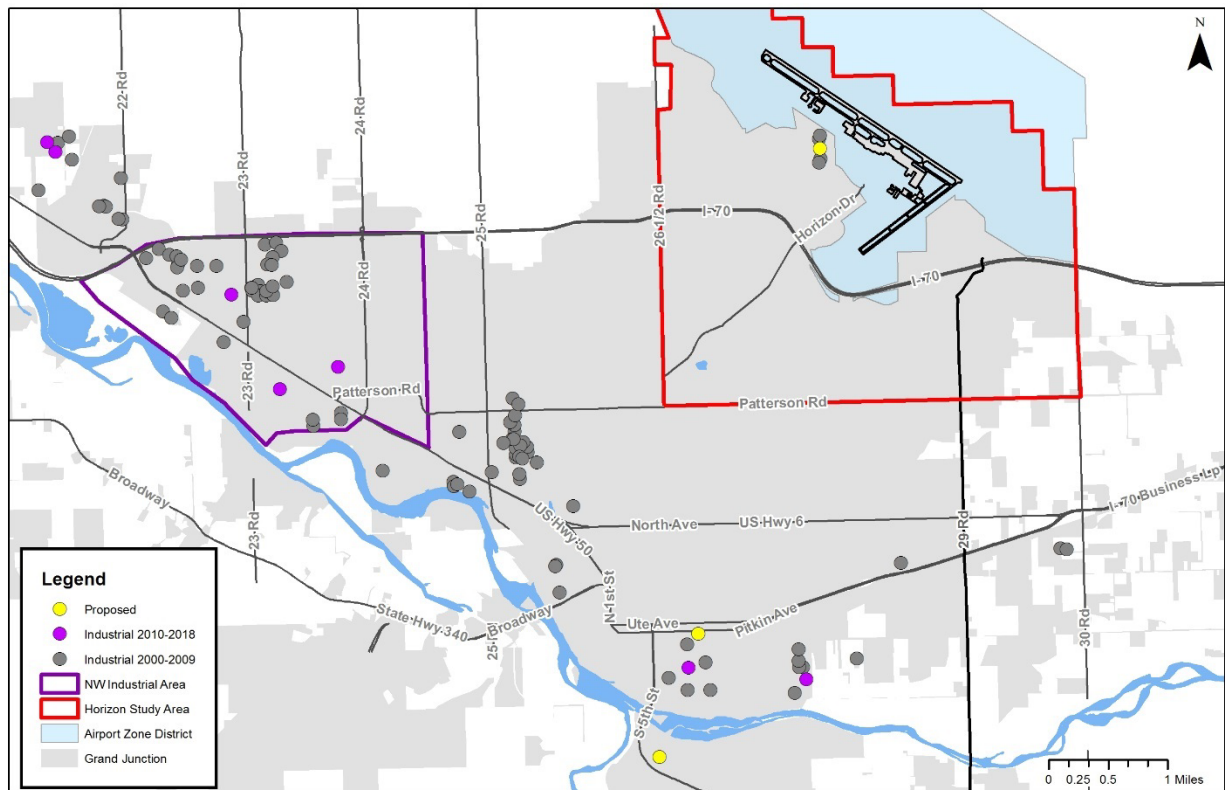 N
22·Rd
23·Rd
24·Rd
25·Rd
26·1/2·Rd
I-70
Horizon·Dr
I-70
24·Rd
23·Rd
Patterson·Rd
Patterson·Rd
Broadway
23·Rd
US·Hwy·50
North·Ave
US·Hwy·6
I-70·Business·Lp
29·Rd
30·Rd
N·1st·St
State·Hwy·340
Broadway
Ute·Ave
Pitkin·Ave
S·5th·St
Legend
Proposed
Industrial 2010-2018
Industrial 2000-2009
NW Industrial Area
Horizon Study Area
Airport Zone District
Grand Junction
0 0.25 0.5 1 Miles